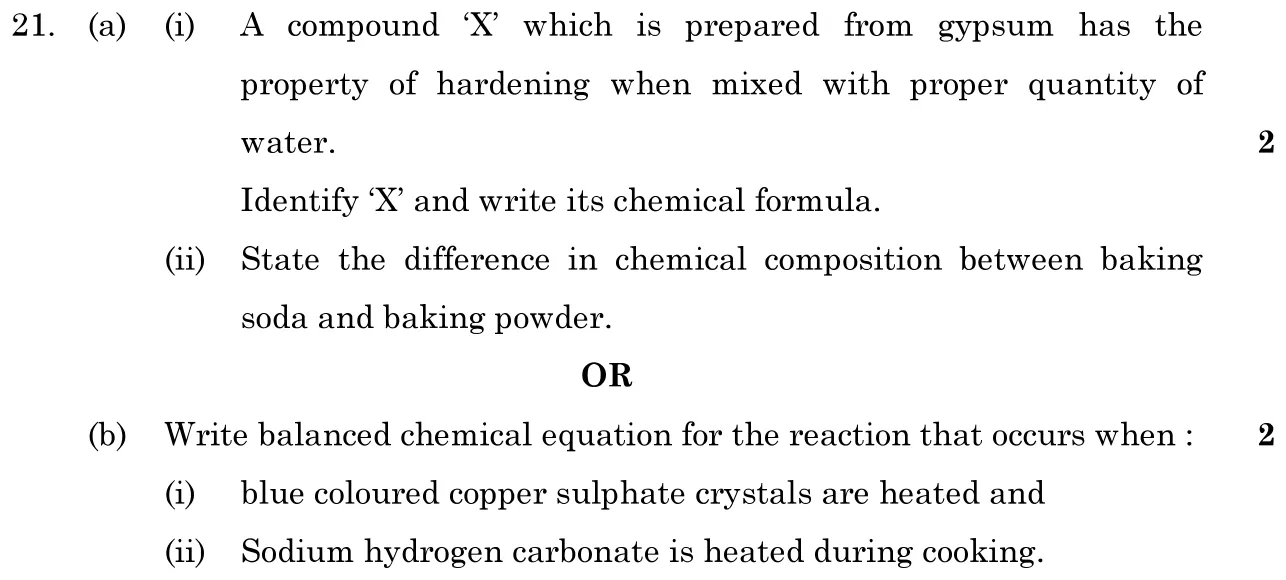 21. (a) (i) A compound ‘X’ which is prepared from gypsum has the
property of hardening when mixed with proper quantity of
water. 2
Identify ‘X’ and write its chemical formula.
(ii) State the difference in chemical composition between baking
soda and baking powder.
OR
(b) Write balanced chemical equation for the reaction that occurs when : 2
(i) blue coloured copper sulphate crystals are heated and
(ii) Sodium hydrogen carbonate is heated during cooking.